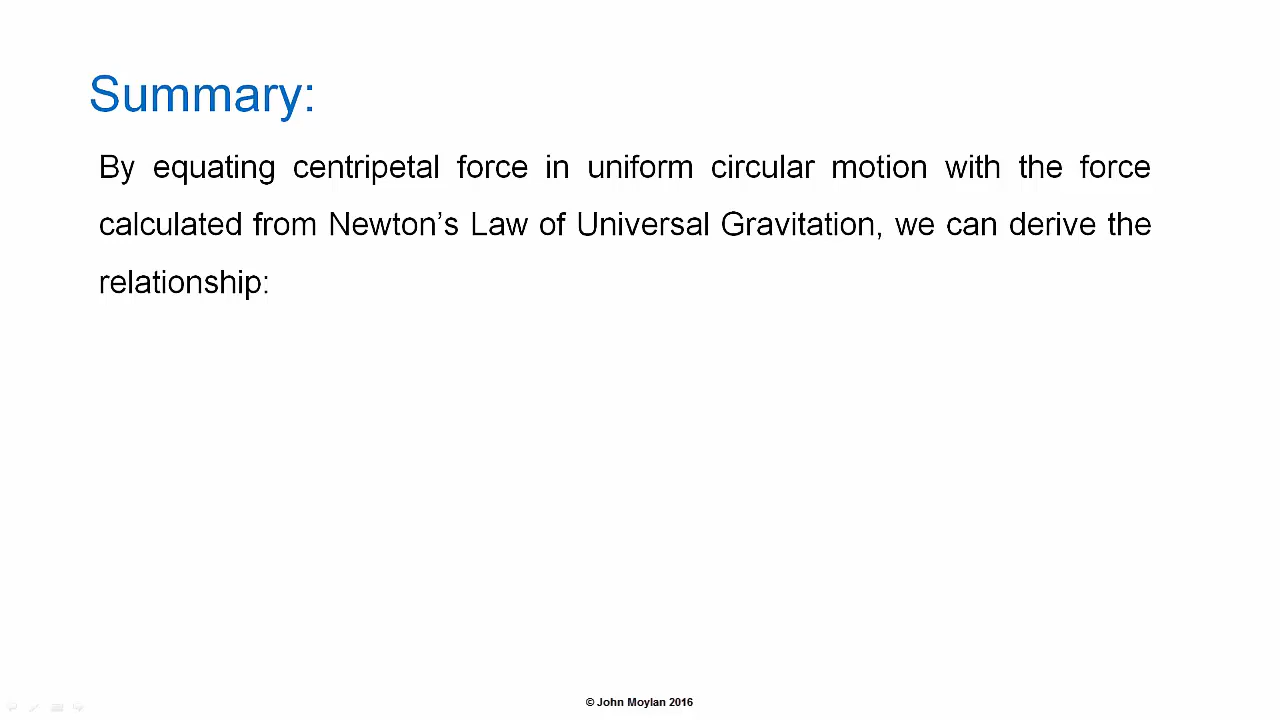 Summary:
By equating centripetal force in uniform circular motion with the force
calculated from Newton’s Law of Universal Gravitation, we can derive the
relationship:
© John Moylan 2016